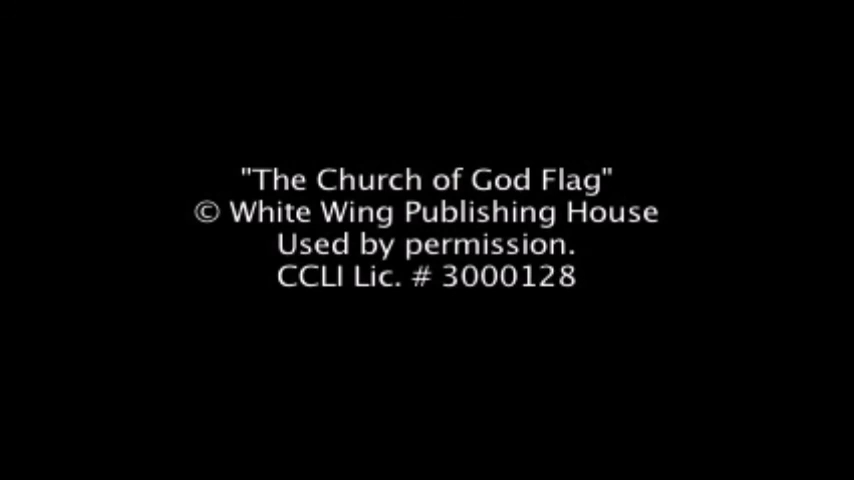 "The Church of God Flag"
© White Wing Publishing House
Used by permission.
CCLI Lic. # 3000128